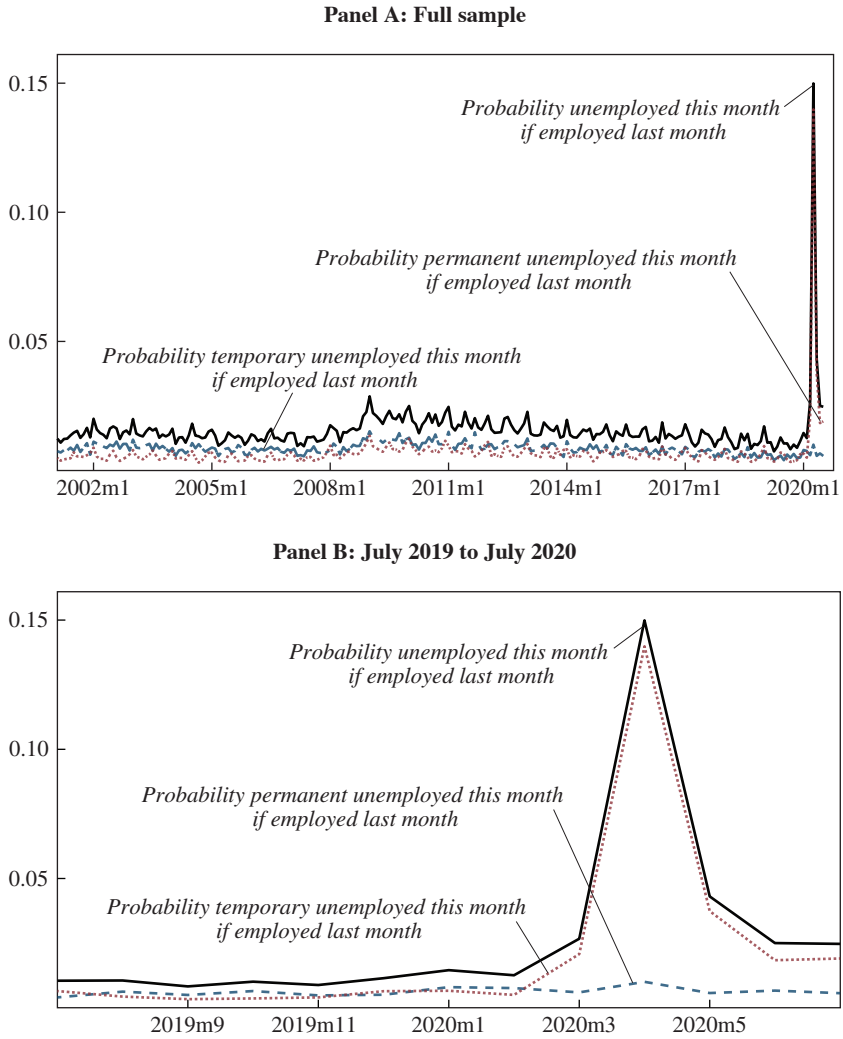 Panel A: Full sample
0.15
Probability unemployed this month
if employed last month
0.10
Probability permanent unemployed this month
if employed last month
0.05
Probability temporary unemployed this month
if employed last month
2002m1 2005m1 2008m1 2011m1 2014m1 2017m1 2020m1
Panel B: July 2019 to July 2020
0.15
Probability unemployed this month
if employed last month
0.10
Probability permanent unemployed this month
if employed last month
0.05
Probability temporary unemployed this month
if employed last month
2019m9 2019m11 2020m1 2020m3 2020m5